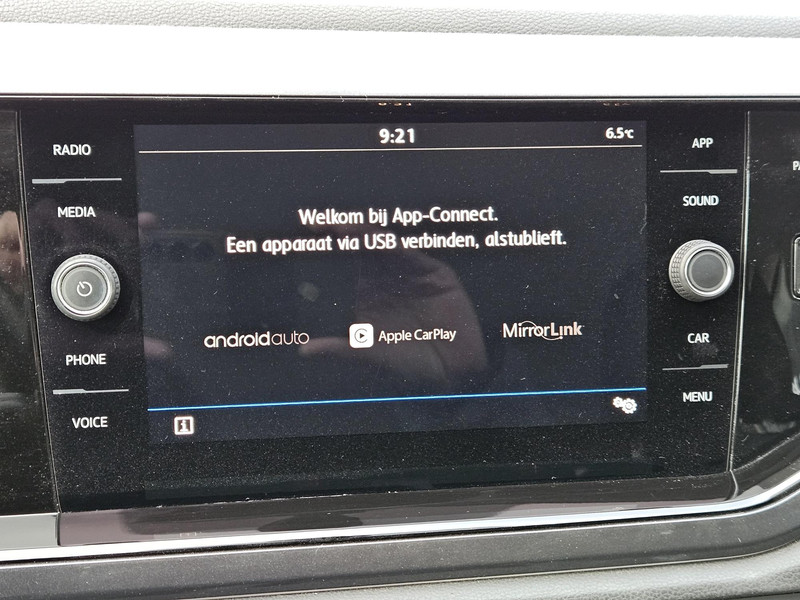 RADIO
MEDIA
PHONE
VOICE
9:21
6.5°C
Welkom bij App-Connect.
Een apparaat via USB verbinden, alstublieft.
androidauto
Apple CarPlay
MirrorLink
i
APP
SOUND
CAR
MENU